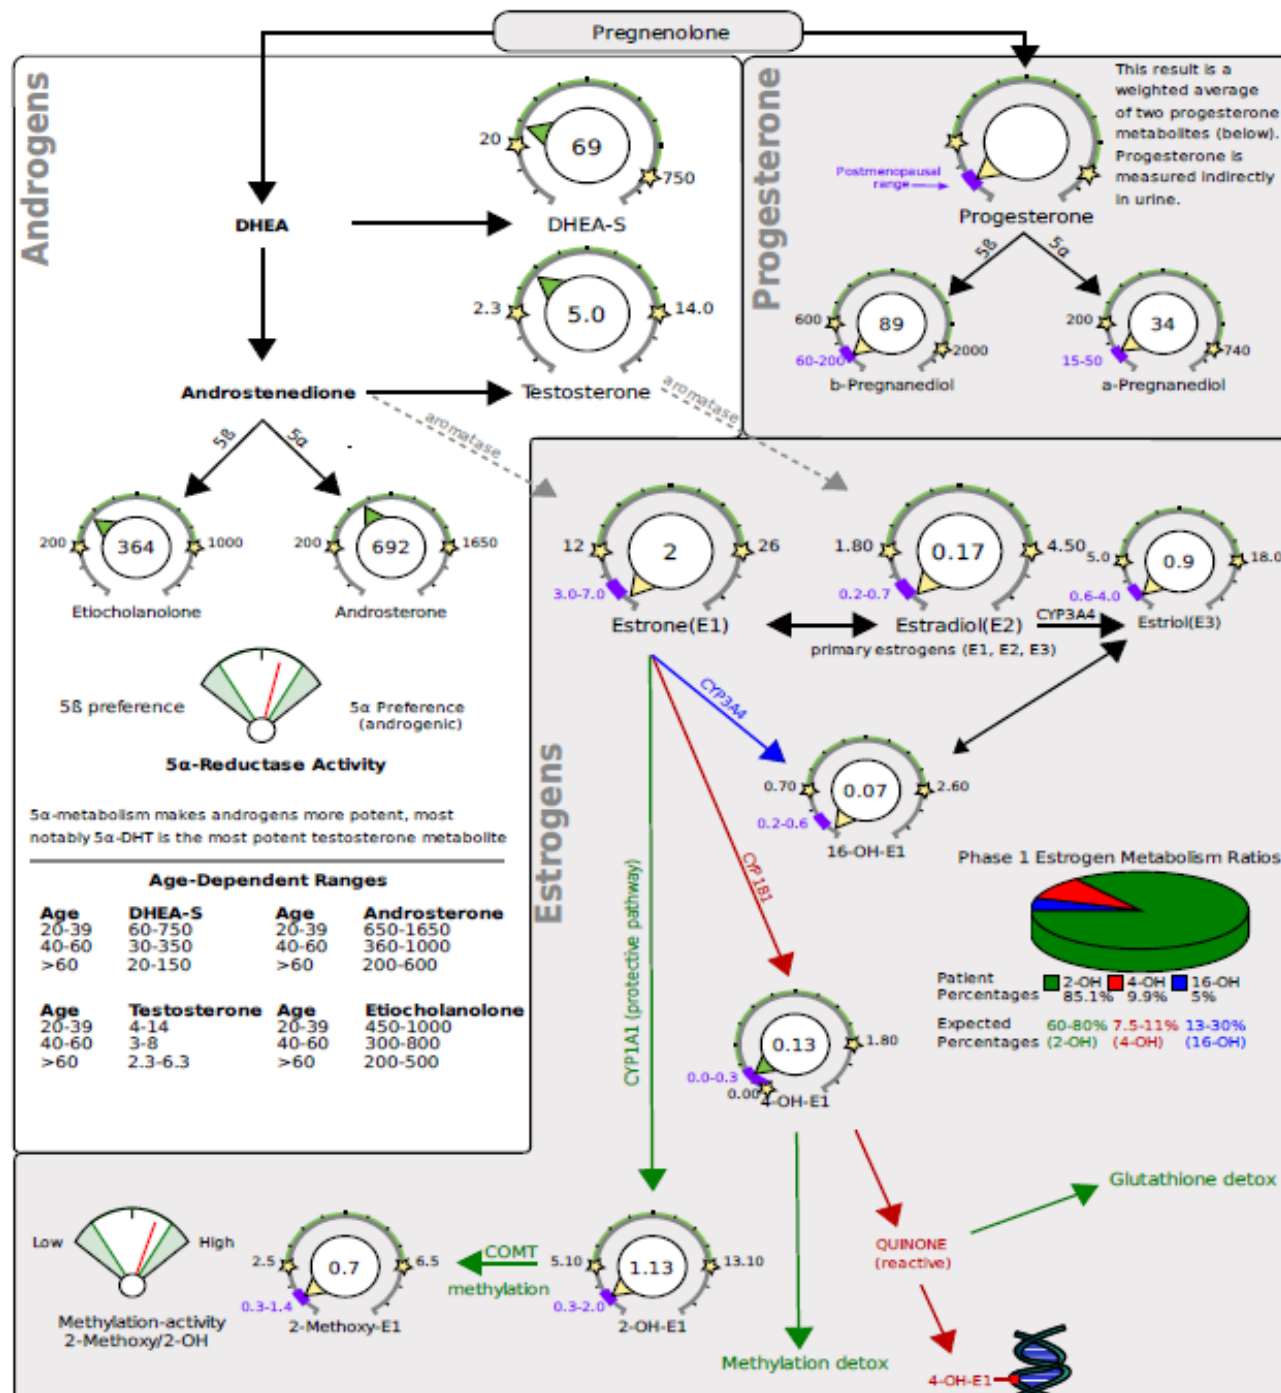 Pregnenolone
Androgens
20
69
750
DHEA-S
DHEA
2.3
5.0
14.0
Testosterone
Androstenedione
aromatase
aromatase
5ß
5α
200
364
1000
Etiocholanolone
200
692
1650
Androsterone
5ß preference
5α Preference
(androgenic)
5α-Reductase Activity
5α-metabolism makes androgens more potent, most
notably 5α-DHT is the most potent testosterone metabolite
Age-Dependent Ranges
Age DHEA-S Age Androsterone
20-39 60-750 20-39 650-1650
40-60 30-350 40-60 360-1000
>60 20-150 >60 200-600
Age Testosterone Age Etiocholanolone
20-39 4-14 20-39 450-1000
40-60 3-8 40-60 300-800
>60 2.3-6.3 >60 200-500
Progesterone
This result is a
weighted average
of two progesterone
metabolites (below).
Progesterone is
measured indirectly
in urine.
Postmenopausal
range
Progesterone
5ß
5α
600
89
60-200
2000
b-Pregnanediol
200
34
15-50
740
a-Pregnanediol
Estrogens
12
2
26
3.0-7.0
Estrone(E1)
1.80
0.17
4.50
0.2-0.7
Estradiol(E2)
CYP3A4
5.0
0.9
18.0
0.6-4.0
Estriol(E3)
primary estrogens (E1, E2, E3)
CYP3A4
0.70
0.07
2.60
0.2-0.6
16-OH-E1
CYP1B1
CYP1A1 (protective pathway)
Phase 1 Estrogen Metabolism Ratios
Patient
Percentages
2-OH 4-OH 16-OH
85.1% 9.9% 5%
Expected
Percentages
60-80% 7.5-11% 13-30%
(2-OH) (4-OH) (16-OH)
0.13
1.80
0.0-0.3
0.00
4-OH-E1
Low
High
Methylation-activity
2-Methoxy/2-OH
2.5
0.7
6.5
0.3-1.4
2-Methoxy-E1
COMT
methylation
5.10
1.13
13.10
0.3-2.0
2-OH-E1
Methylation detox
QUINONE
(reactive)
Glutathione detox
4-OH-E1